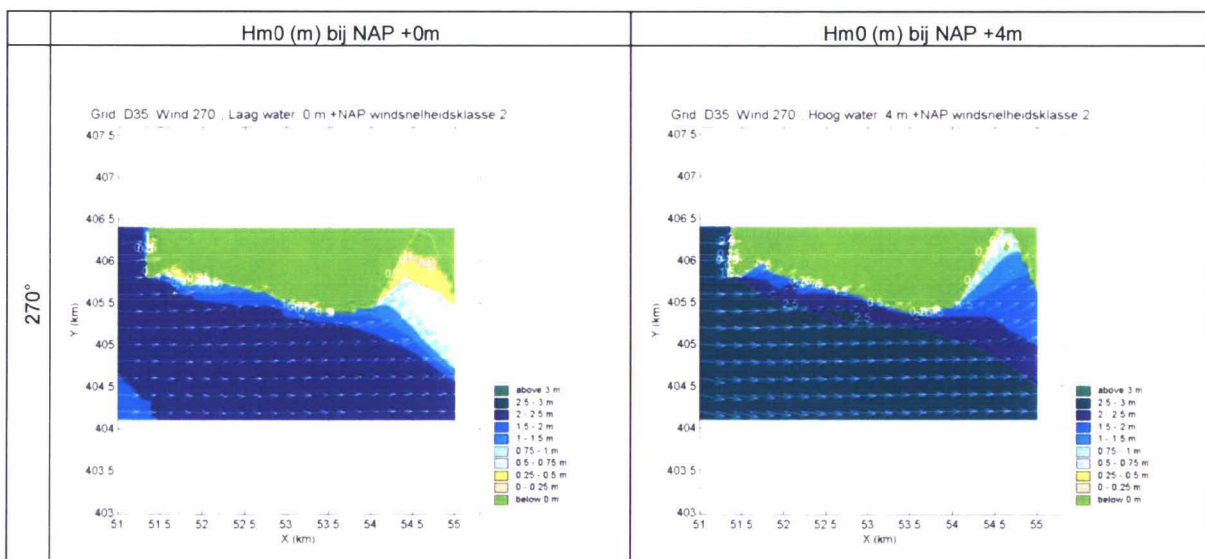 Hm0 (m) bij NAP +0m
Hm0 (m) bij NAP +4m
270°
Grid D35 Wind 270 , Laag water 0 m +NAP windsnelheidsklasse 2
407 5
407
406 5
406
405 5
405
404 5
404
403 5
403
Y (km)
51 51 5 52 52 5 53 53 5 54 54 5 55
X (km)
above 3 m
2 5 - 3 m
2 - 2 5 m
1 5 - 2 m
1 - 1 5 m
0 75 - 1 m
0 5 - 0 75 m
0 25 - 0 5 m
0 - 0 25 m
below 0 m
Grid D35 Wind 270 , Hoog water 4 m +NAP windsnelheidsklasse 2
407 5
407
406 5
406
405 5
405
404 5
404
403 5
403
Y (km)
51 51 5 52 52 5 53 53 5 54 54 5 55
X (km)
above 3 m
2 5 - 3 m
2 - 2 5 m
1 5 - 2 m
1 - 1 5 m
0 75 - 1 m
0 5 - 0 75 m
0 25 - 0 5 m
0 - 0 25 m
below 0 m